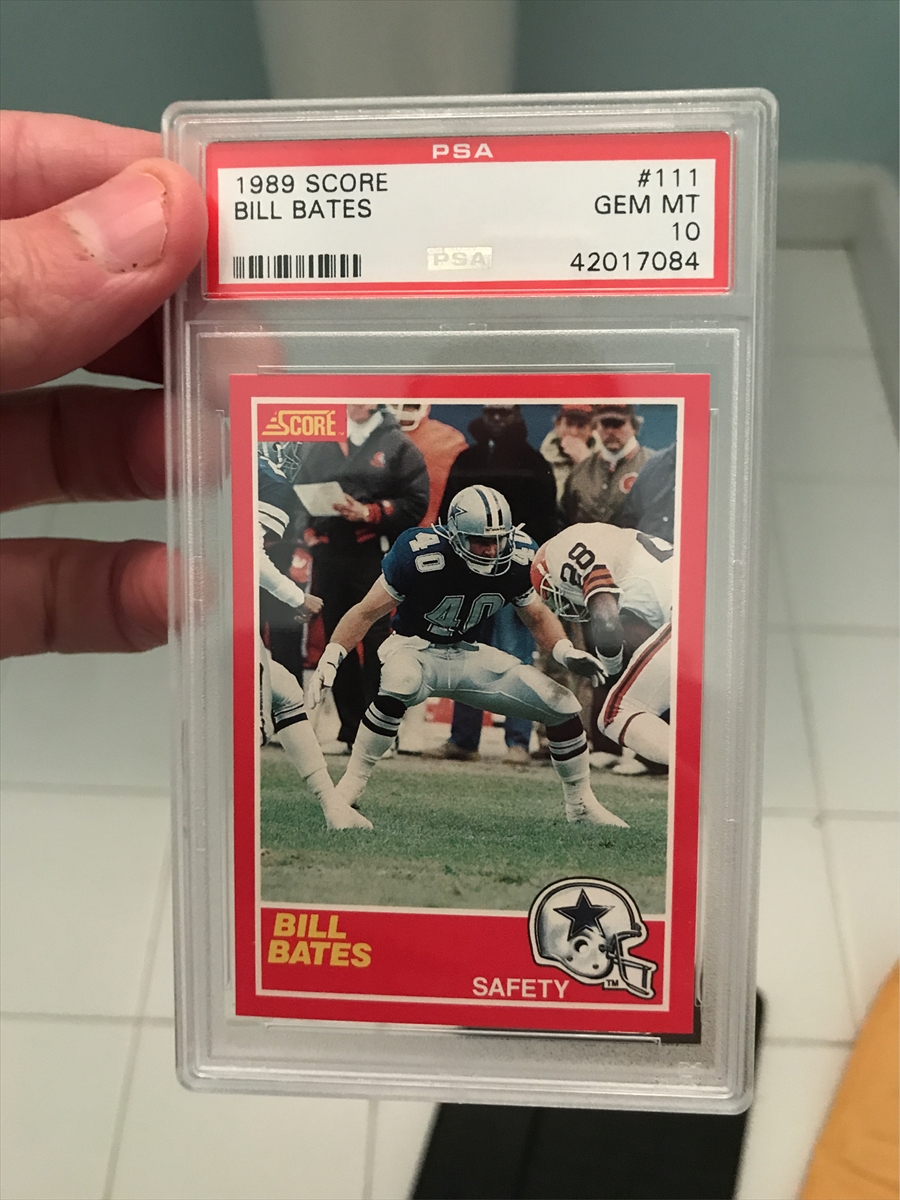 PSA
1989 SCORE #111
BILL BATES GEM MT
10
PSA 42017084
SCORE
40
40
28
BILL
BATES
SAFETY TM